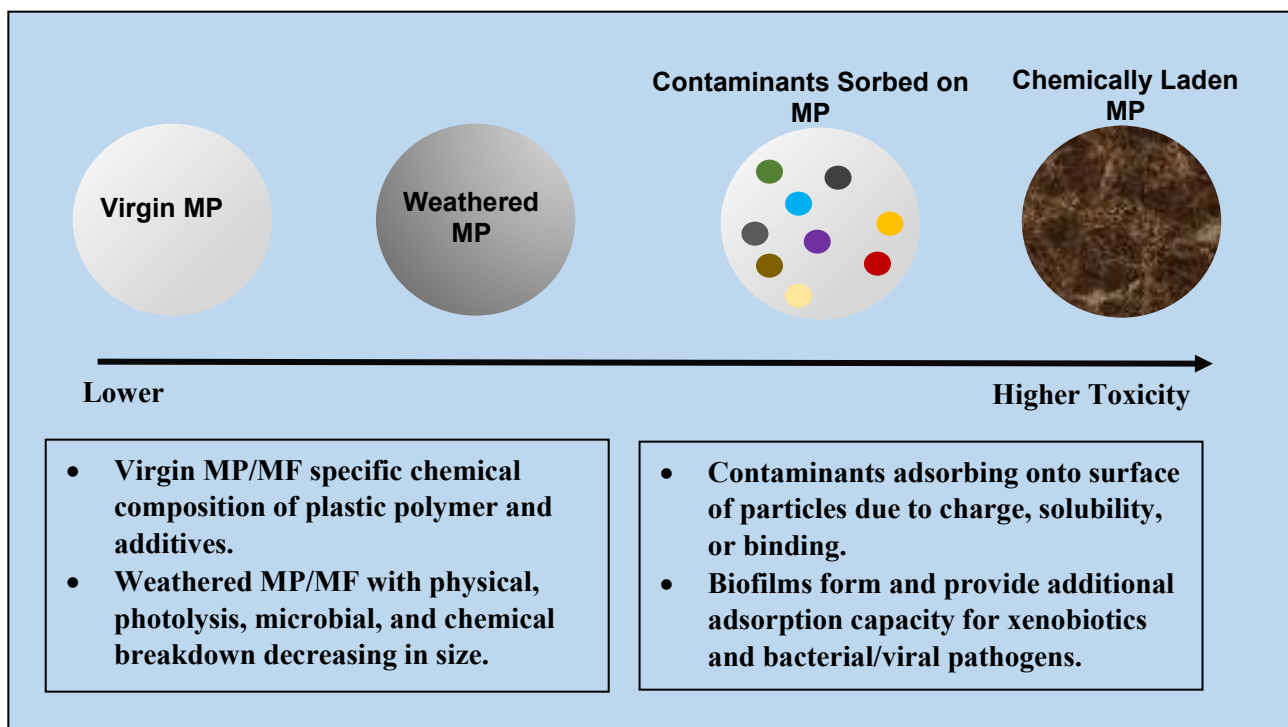 Virgin MP
Weathered
MP
Contaminants Sorbed on
MP
Chemically Laden
MP
Lower
Higher Toxicity
• Virgin MP/MF specific chemical
composition of plastic polymer and
additives.
• Weathered MP/MF with physical,
photolysis, microbial, and chemical
breakdown decreasing in size.
• Contaminants adsorbing onto surface
of particles due to charge, solubility,
or binding.
• Biofilms form and provide additional
adsorption capacity for xenobiotics
and bacterial/viral pathogens.